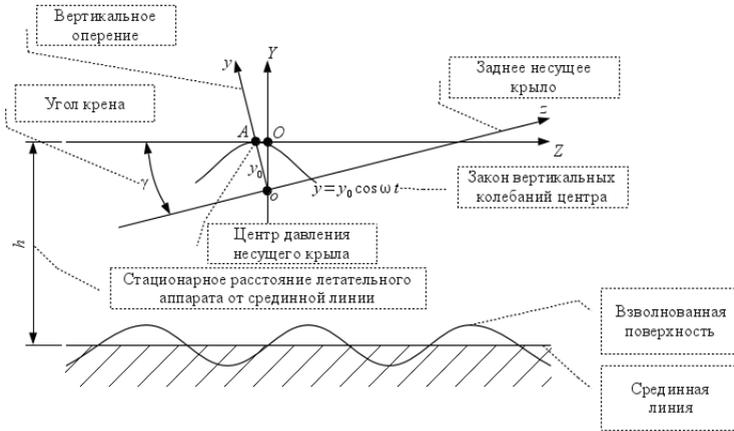 Вертикальное
оперение
y
Y
Заднее несущее
крыло
Угол крена
z
A
O
Z
γ
y₀
o
y = y₀ cos ω t
Закон вертикальных
колебаний центра
h
Центр давления
несущего крыла
Стационарное расстояние летательного
аппарата от срединной линии
Взволнованная
поверхность
Срединная
линия